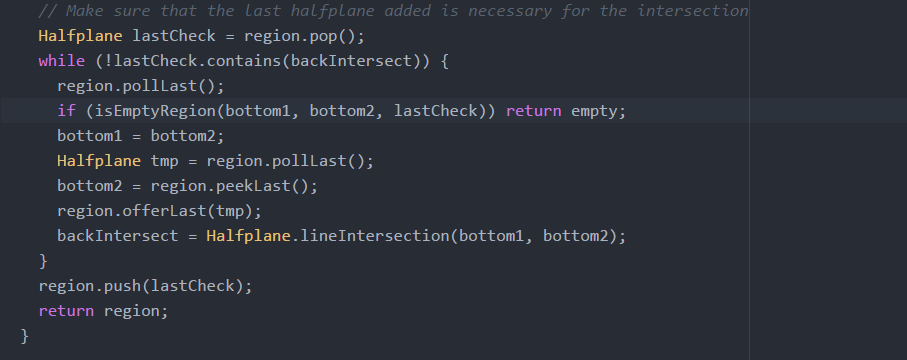 // Make sure that the last halfplane added is necessary for the intersection
Halfplane lastCheck = region.pop();
while (!lastCheck.contains(backIntersect)) {
region.pollLast();
if (isEmptyRegion(bottom1, bottom2, lastCheck)) return empty;
bottom1 = bottom2;
Halfplane tmp = region.pollLast();
bottom2 = region.peekLast();
region.offerLast(tmp);
backIntersect = Halfplane.lineIntersection(bottom1, bottom2);
}
region.push(lastCheck);
return region;
}